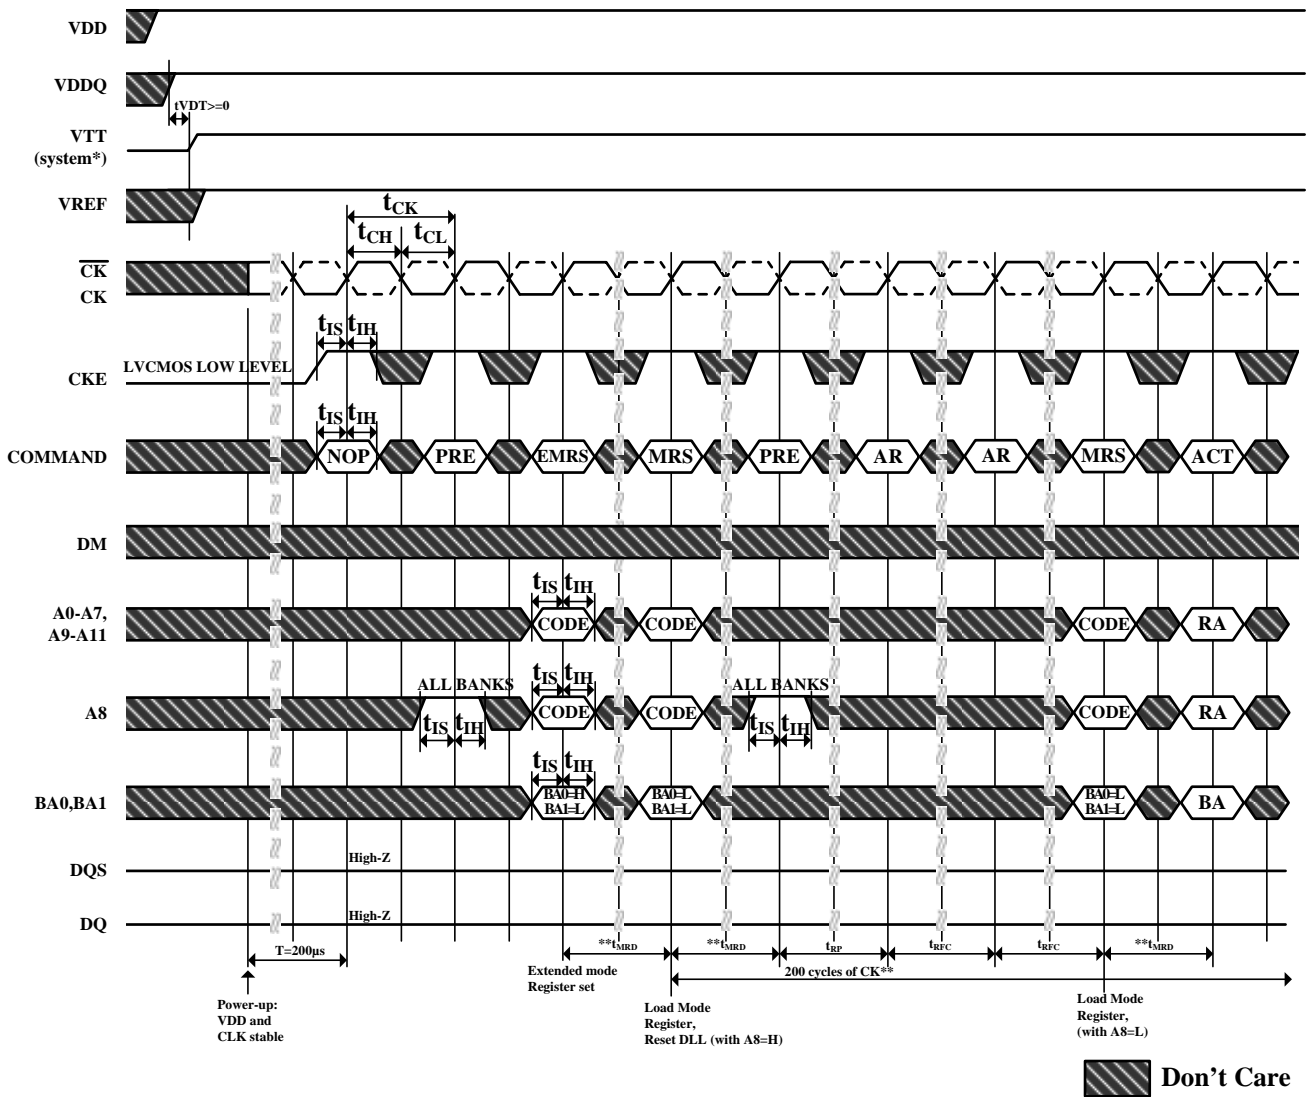 VDD
VDDQ
tVDT>=0
VTT
(system*)
VREF
tCK
tCH tCL
CK
CK
tIS tIH
LVCMOS LOW LEVEL
CKE
tIS tIH
COMMAND NOP PRE EMRS MRS PRE AR AR MRS ACT
DM
tIS tIH
A0-A7,
A9-A11
CODE CODE CODE RA
ALL BANKS tIS tIH ALL BANKS
A8 CODE CODE CODE RA
tIS tIH tIS tIH
tIS tIH
BA0,BA1
BA0=H
BA1=L
BA0=L
BA1=L
BA0=L
BA1=L
BA
High-Z
DQS
High-Z
DQ
T=200µs **tMRD **tMRD tRP tRFC tRFC **tMRD
200 cycles of CK**
Extended mode
Register set
Power-up:
VDD and
CLK stable
Load Mode
Register,
Reset DLL (with A8=H)
Load Mode
Register,
(with A8=L)
Don't Care